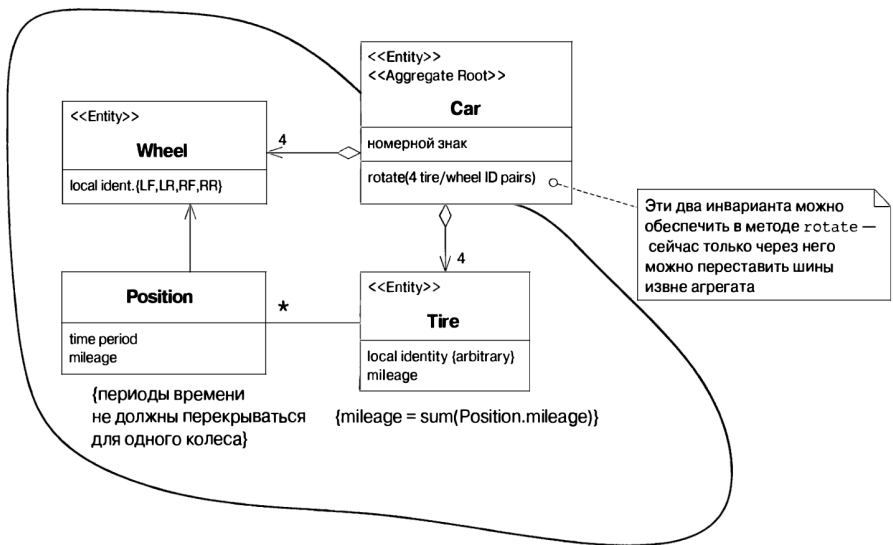 <<Entity>>
<<Aggregate Root>>
Car
номерной знак
rotate(4 tire/wheel ID pairs)
<<Entity>>
Wheel
local ident.{LF,LR,RF,RR}
4
Эти два инварианта можно
обеспечить в методе rotate —
сейчас только через него
можно переставить шины
извне агрегата
4
Position
time period
mileage
*
<<Entity>>
Tire
local identity {arbitrary}
mileage
{периоды времени
не должны перекрываться
для одного колеса}
{mileage = sum(Position.mileage)}